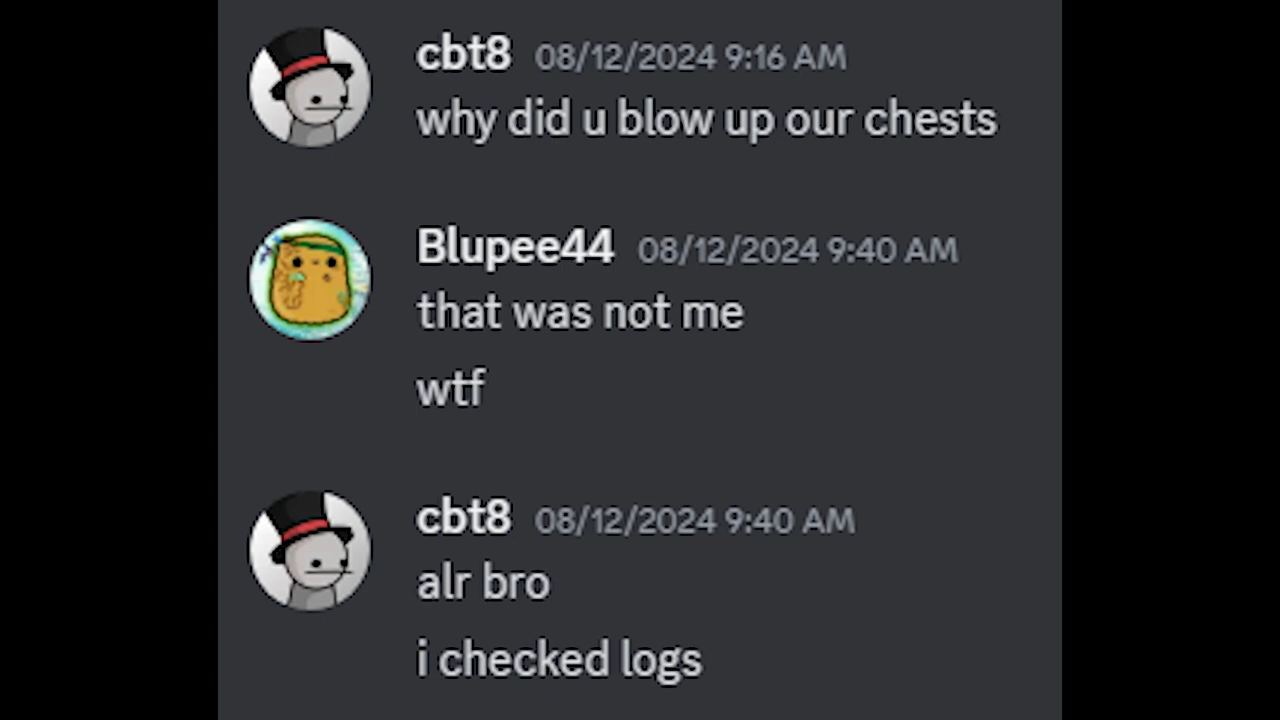 cbt8 08/12/2024 9:16 AM
why did u blow up our chests
Blupee44 08/12/2024 9:40 AM
that was not me
wtf
cbt8 08/12/2024 9:40 AM
alr bro
i checked logs